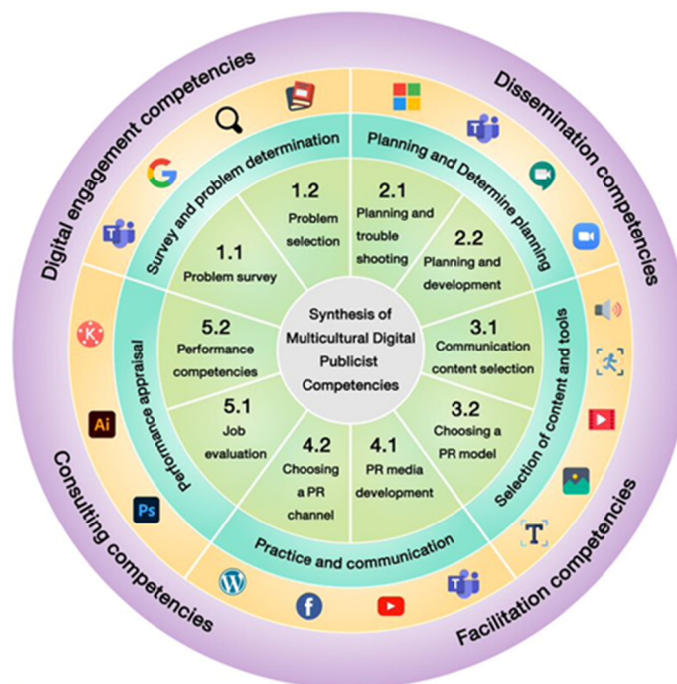 Digital engagement competencies
Dissemination competencies
Facilitation competencies
Consulting competencies
Survey and problem determination
Planning and Determine planning
Selection of content and tools
Practice and communication
Performance appraisal
1.1
Problem survey
1.2
Problem
selection
2.1
Planning and
trouble
shooting
2.2
Planning and
development
3.1
Communication
content selection
3.2
Choosing a
PR model
4.1
PR media
development
4.2
Choosing
a PR
channel
5.1
Job
evaluation
5.2
Performance
competencies
Synthesis of
Multicultural Digital
Publicist
Competencies
T
G
T
T
K
Ai
Ps
W
f
T